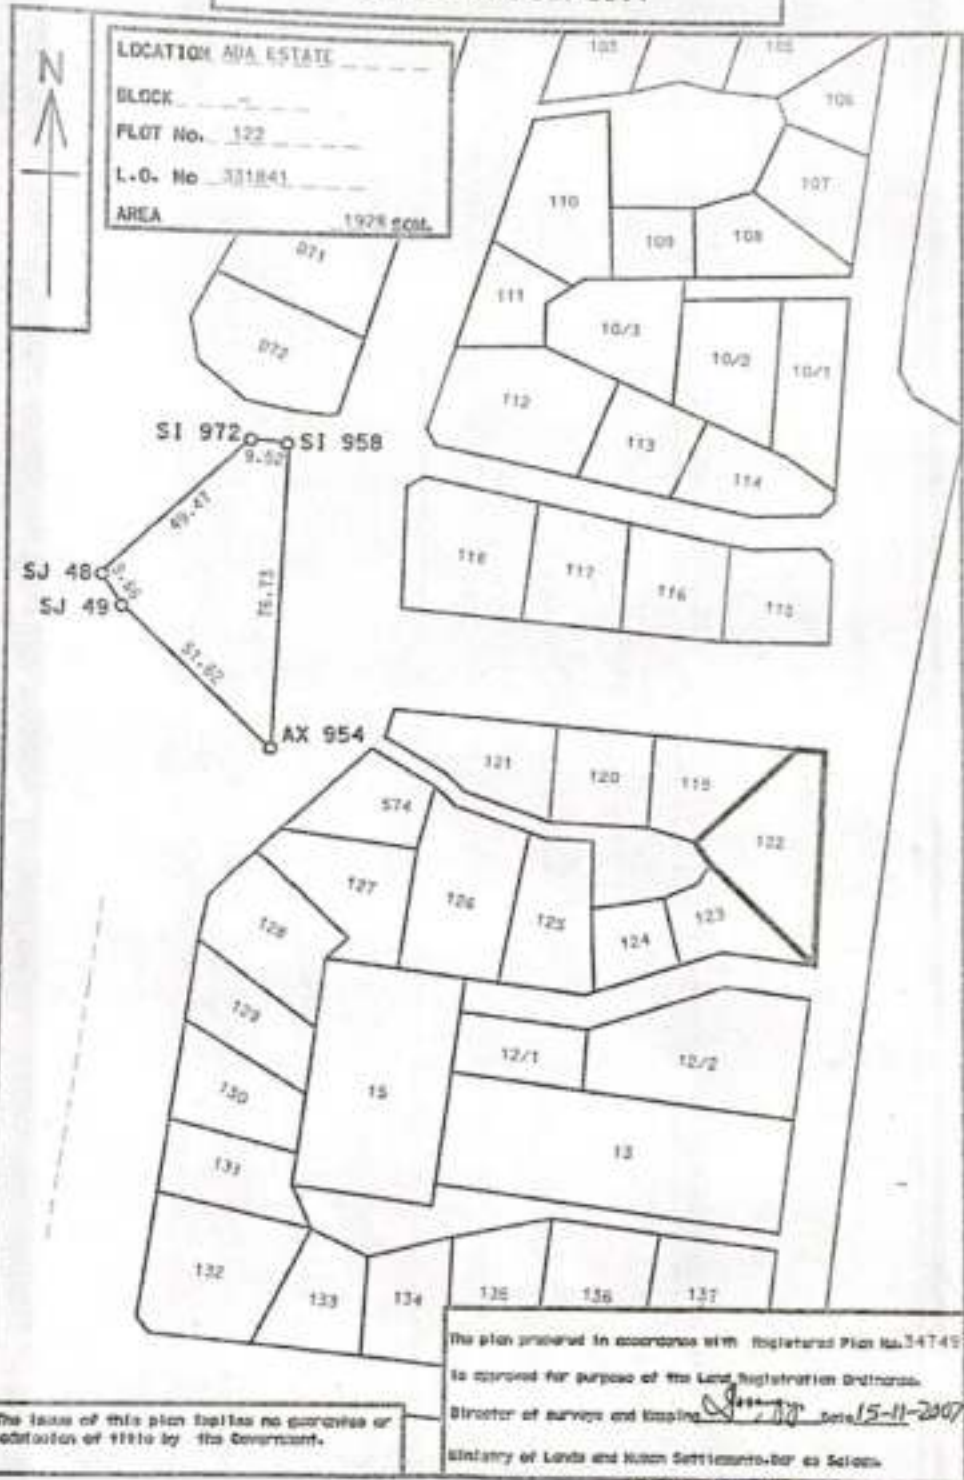 N
LOCATION ADA ESTATE
BLOCK -
PLOT No. 122
L.O. No 331841
AREA 1928 sqm.
103
105
106
107
110
109
108
111
10/3
10/2
10/1
D71
D72
112
113
114
SI 972
SI 958
9.52
49.47
SJ 48
SJ 49
76.73
51.62
AX 954
118
117
116
115
121
120
119
122
574
127
126
125
124
123
128
129
130
131
132
133
134
135
136
137
15
12/1
12/2
13
The plan prepared in accordance with Registered Plan No. 34745
is approved for purpose of the Land Registration Ordinance.
Director of surveys and Mapping Date 15-11-2007
Ministry of Lands and Human Settlements. Dar es Salaam.
The issue of this plan implies no guarantee or
admission of title by the Government.